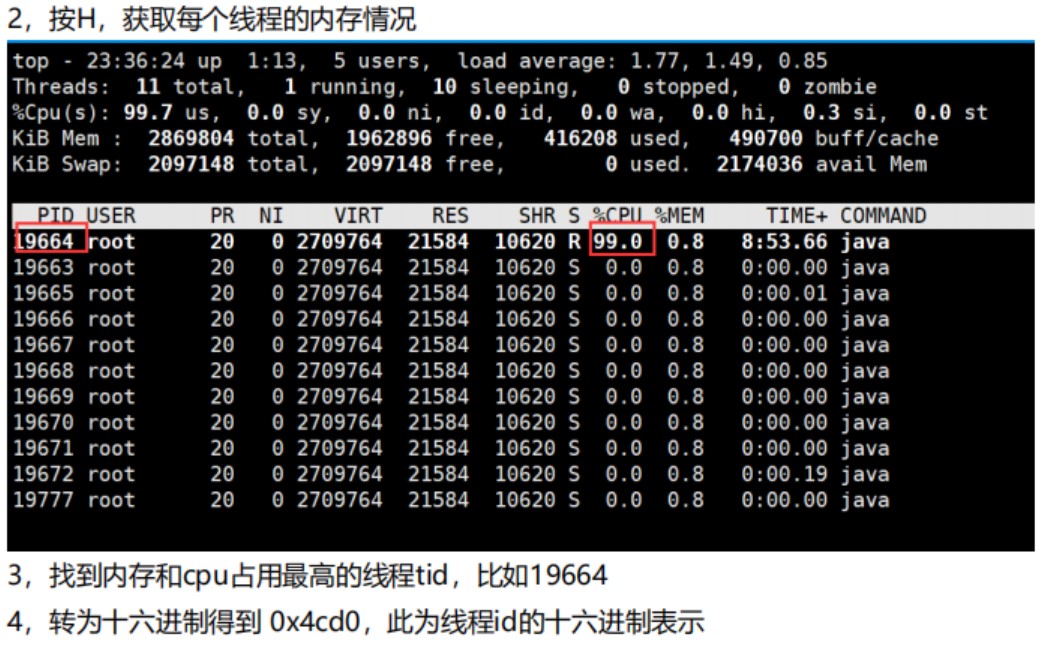 2，按H，获取每个线程的内存情况
top - 23:36:24 up  1:13,  5 users,  load average: 1.77, 1.49, 0.85
Threads:  11 total,   1 running,  10 sleeping,   0 stopped,   0 zombie
%Cpu(s): 99.7 us,  0.0 sy,  0.0 ni,  0.0 id,  0.0 wa,  0.0 hi,  0.3 si,  0.0 st
KiB Mem :  2869804 total,  1962896 free,   416208 used,   490700 buff/cache
KiB Swap:  2097148 total,  2097148 free,        0 used.  2174036 avail Mem
PID USER      PR  NI    VIRT    RES    SHR S %CPU %MEM     TIME+ COMMAND
19664 root      20   0 2709764  21584  10620 R 99.0  0.8   8:53.66 java
19663 root      20   0 2709764  21584  10620 S  0.0  0.8   0:00.00 java
19665 root      20   0 2709764  21584  10620 S  0.0  0.8   0:00.01 java
19666 root      20   0 2709764  21584  10620 S  0.0  0.8   0:00.00 java
19667 root      20   0 2709764  21584  10620 S  0.0  0.8   0:00.00 java
19668 root      20   0 2709764  21584  10620 S  0.0  0.8   0:00.00 java
19669 root      20   0 2709764  21584  10620 S  0.0  0.8   0:00.00 java
19670 root      20   0 2709764  21584  10620 S  0.0  0.8   0:00.00 java
19671 root      20   0 2709764  21584  10620 S  0.0  0.8   0:00.00 java
19672 root      20   0 2709764  21584  10620 S  0.0  0.8   0:00.19 java
19777 root      20   0 2709764  21584  10620 S  0.0  0.8   0:00.00 java
3，找到内存和cpu占用最高的线程tid，比如19664
4，转为十六进制得到 0x4cd0，此为线程id的十六进制表示